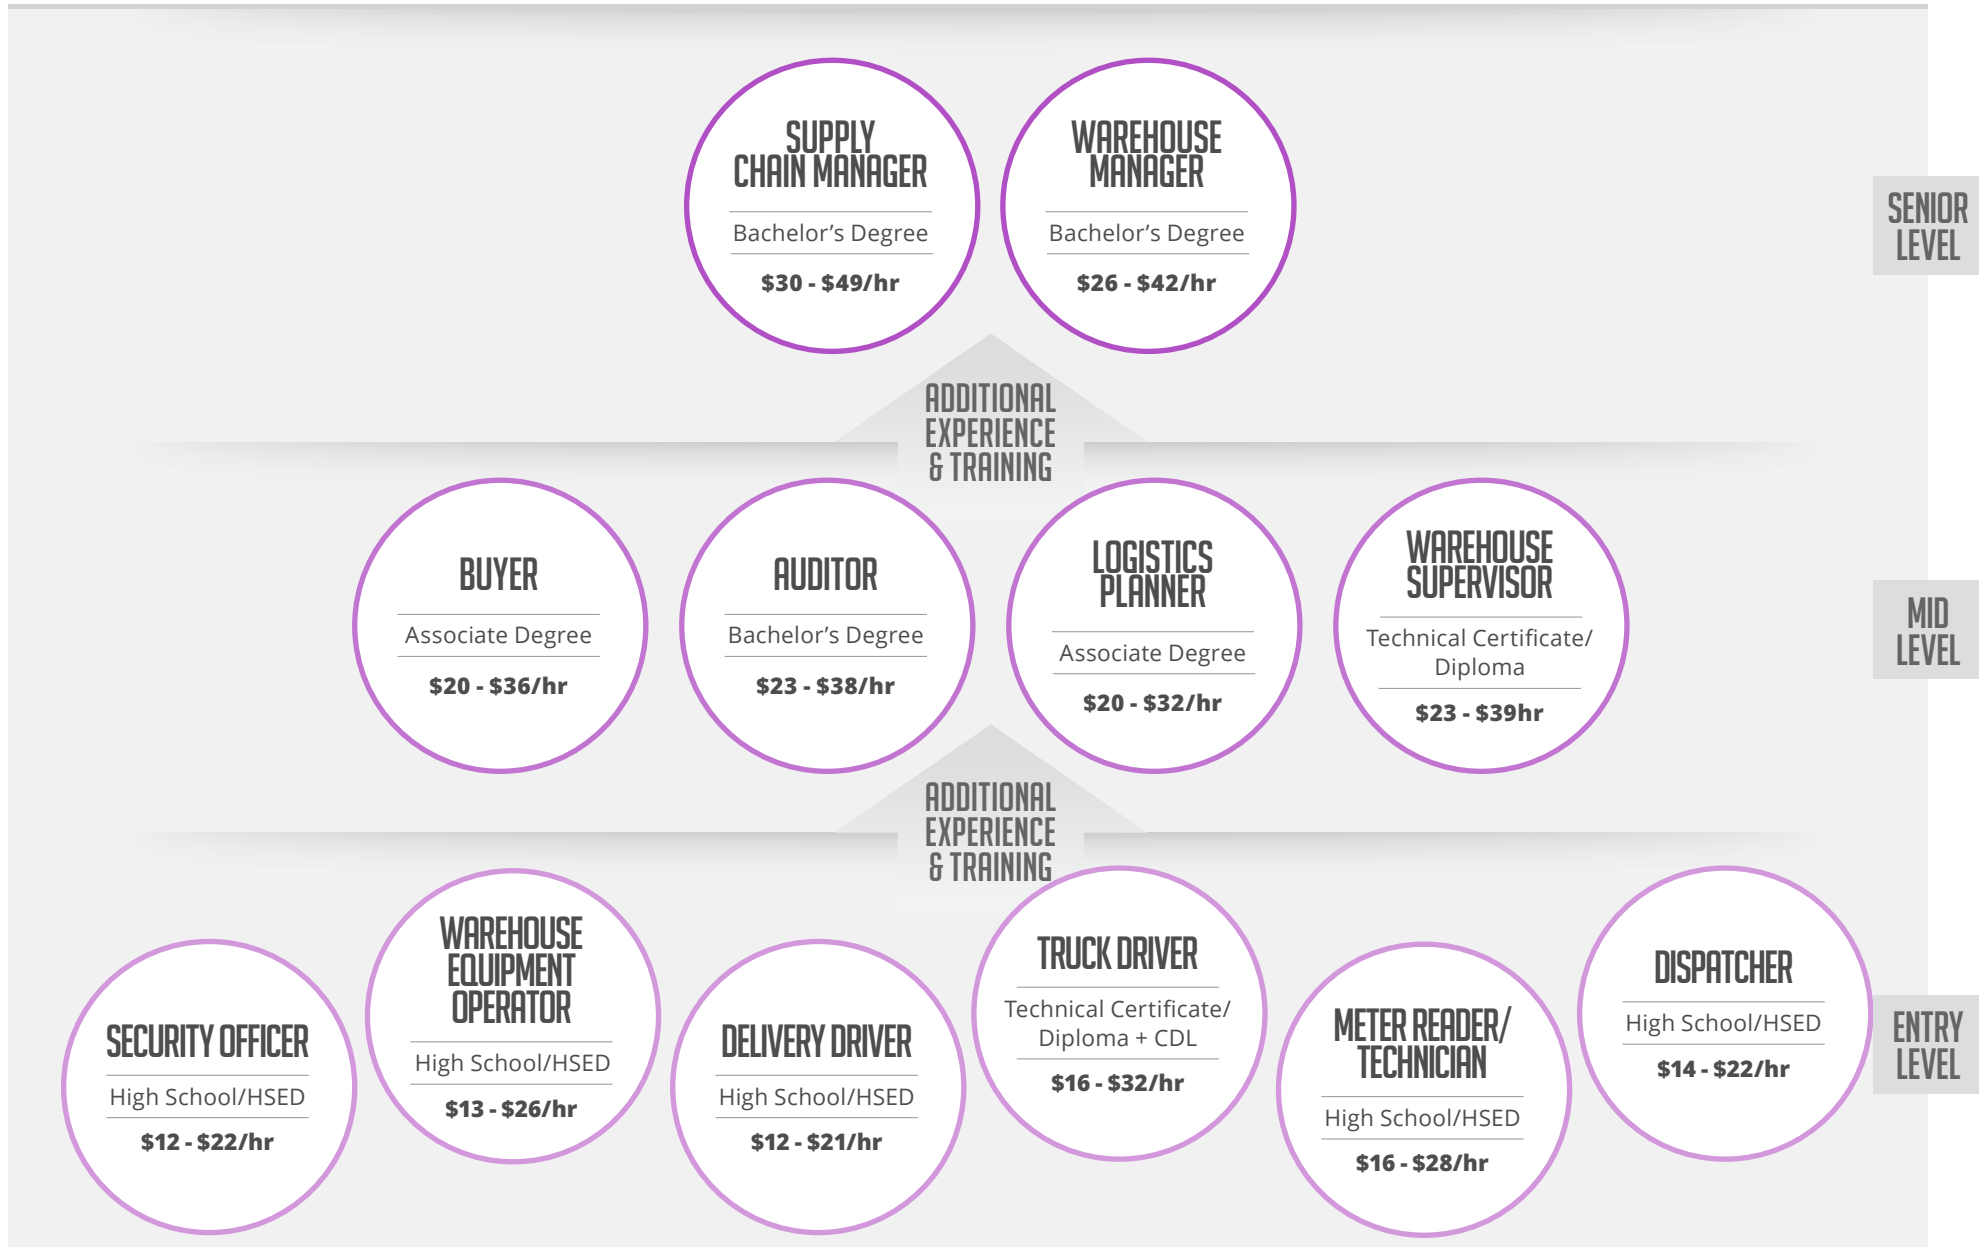 SUPPLY
CHAIN MANAGER
Bachelor’s Degree
$30 - $49/hr
WAREHOUSE
MANAGER
Bachelor’s Degree
$26 - $42/hr
SENIOR
LEVEL
ADDITIONAL
EXPERIENCE
& TRAINING
BUYER
Associate Degree
$20 - $36/hr
AUDITOR
Bachelor’s Degree
$23 - $38/hr
LOGISTICS
PLANNER
Associate Degree
$20 - $32/hr
WAREHOUSE
SUPERVISOR
Technical Certificate/
Diploma
$23 - $39hr
MID
LEVEL
ADDITIONAL
EXPERIENCE
& TRAINING
SECURITY OFFICER
High School/HSED
$12 - $22/hr
WAREHOUSE
EQUIPMENT
OPERATOR
High School/HSED
$13 - $26/hr
DELIVERY DRIVER
High School/HSED
$12 - $21/hr
TRUCK DRIVER
Technical Certificate/
Diploma + CDL
$16 - $32/hr
METER READER/
TECHNICIAN
High School/HSED
$16 - $28/hr
DISPATCHER
High School/HSED
$14 - $22/hr
ENTRY
LEVEL